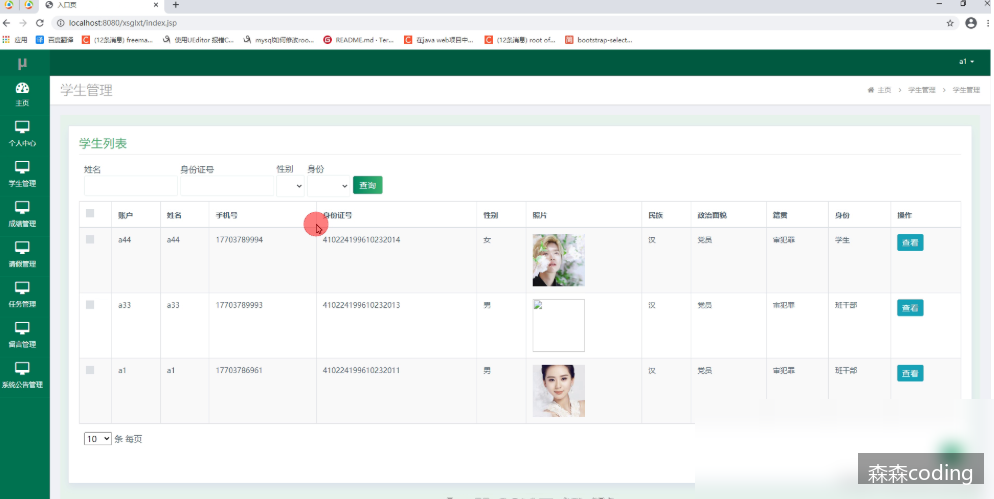 入口页
localhost:8080/xsglxt/index.jsp
应用 百度翻译 (12条消息) freema... 使用UEditor 报错C... mysql如何修改roo... README.md · Ter... 在java web项目中... (12条消息) root of... bootstrap-select...
μ a1
学生管理 主页 > 学生管理 > 学生管理
主页
个人中心
学生管理
成绩管理
请假管理
任务管理
留言管理
系统公告管理
学生列表
姓名 身份证号 性别 身份
查询
账户 姓名 手机号 身份证号 性别 照片 民族 政治面貌 籍贯 身份 操作
a44 a44 17703789994 410224199610232014 女 汉 党员 学生 查看
a33 a33 17703789993 410224199610232013 男 汉 党员 班干部 查看
a1 a1 17703786961 410224199610232011 男 汉 党员 班干部 查看
10 条 每页
森森coding